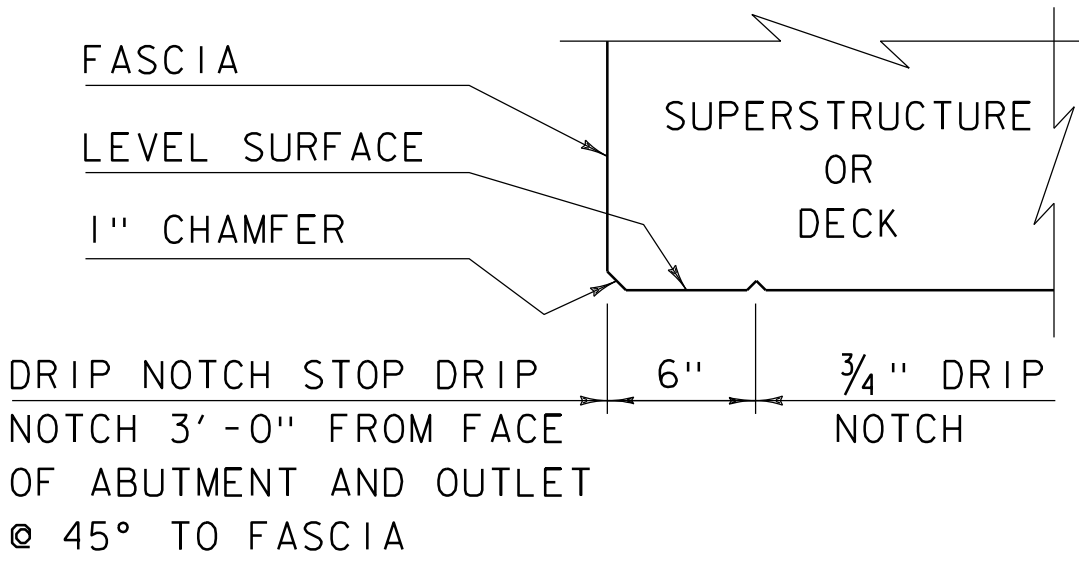 FASCIA
LEVEL SURFACE
1" CHAMFER
SUPERSTRUCTURE
OR
DECK
DRIP NOTCH STOP DRIP
NOTCH 3'-0" FROM FACE
OF ABUTMENT AND OUTLET
@ 45° TO FASCIA
6"
3/4" DRIP
NOTCH